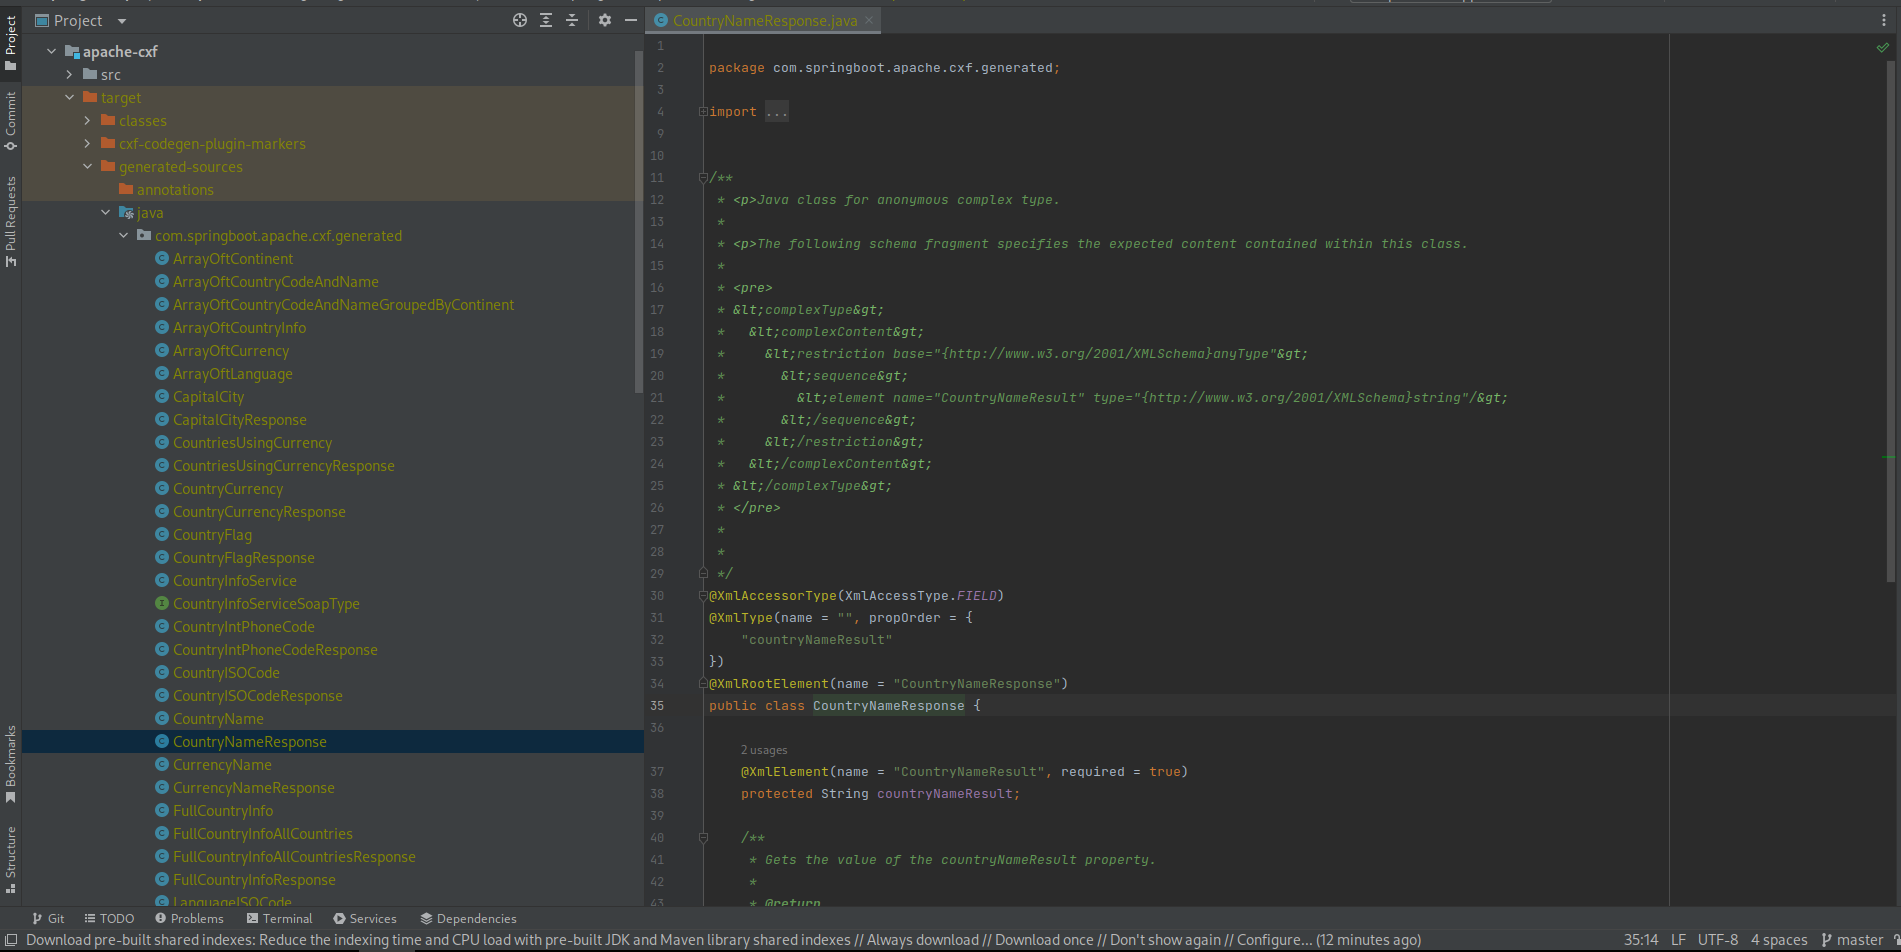 Project
CountryNameResponse.java
Project
Commit
Pull Requests
Bookmarks
Structure
apache-cxf
src
target
classes
cxf-codegen-plugin-markers
generated-sources
annotations
java
com.springboot.apache.cxf.generated
ArrayOftContinent
ArrayOftCountryCodeAndName
ArrayOftCountryCodeAndNameGroupedByContinent
ArrayOftCountryInfo
ArrayOftCurrency
ArrayOftLanguage
CapitalCity
CapitalCityResponse
CountriesUsingCurrency
CountriesUsingCurrencyResponse
CountryCurrency
CountryCurrencyResponse
CountryFlag
CountryFlagResponse
CountryInfoService
CountryInfoServiceSoapType
CountryIntPhoneCode
CountryIntPhoneCodeResponse
CountryISOCode
CountryISOCodeResponse
CountryName
CountryNameResponse
CurrencyName
CurrencyNameResponse
FullCountryInfo
FullCountryInfoAllCountries
FullCountryInfoAllCountriesResponse
FullCountryInfoResponse
LanguageISOCode
1
2 package com.springboot.apache.cxf.generated;
3
4 import ...
9
10
11 /**
12 * <p>Java class for anonymous complex type.
13 *
14 * <p>The following schema fragment specifies the expected content contained within this class.
15 *
16 * <pre>
17 * &lt;complexType&gt;
18 *   &lt;complexContent&gt;
19 *     &lt;restriction base="{http://www.w3.org/2001/XMLSchema}anyType"&gt;
20 *       &lt;sequence&gt;
21 *         &lt;element name="CountryNameResult" type="{http://www.w3.org/2001/XMLSchema}string"/&gt;
22 *       &lt;/sequence&gt;
23 *     &lt;/restriction&gt;
24 *   &lt;/complexContent&gt;
25 * &lt;/complexType&gt;
26 * </pre>
27 *
28 *
29 */
30 @XmlAccessorType(XmlAccessType.FIELD)
31 @XmlType(name = "", propOrder = {
32     "countryNameResult"
33 })
34 @XmlRootElement(name = "CountryNameResponse")
35 public class CountryNameResponse {
36
2 usages
37     @XmlElement(name = "CountryNameResult", required = true)
38     protected String countryNameResult;
39
40     /**
41      * Gets the value of the countryNameResult property.
42      *
43      * @return
Git TODO Problems Terminal Services Dependencies
Download pre-built shared indexes: Reduce the indexing time and CPU load with pre-built JDK and Maven library shared indexes // Always download // Download once // Don't show again // Configure... (12 minutes ago) 35:14 LF UTF-8 4 spaces master